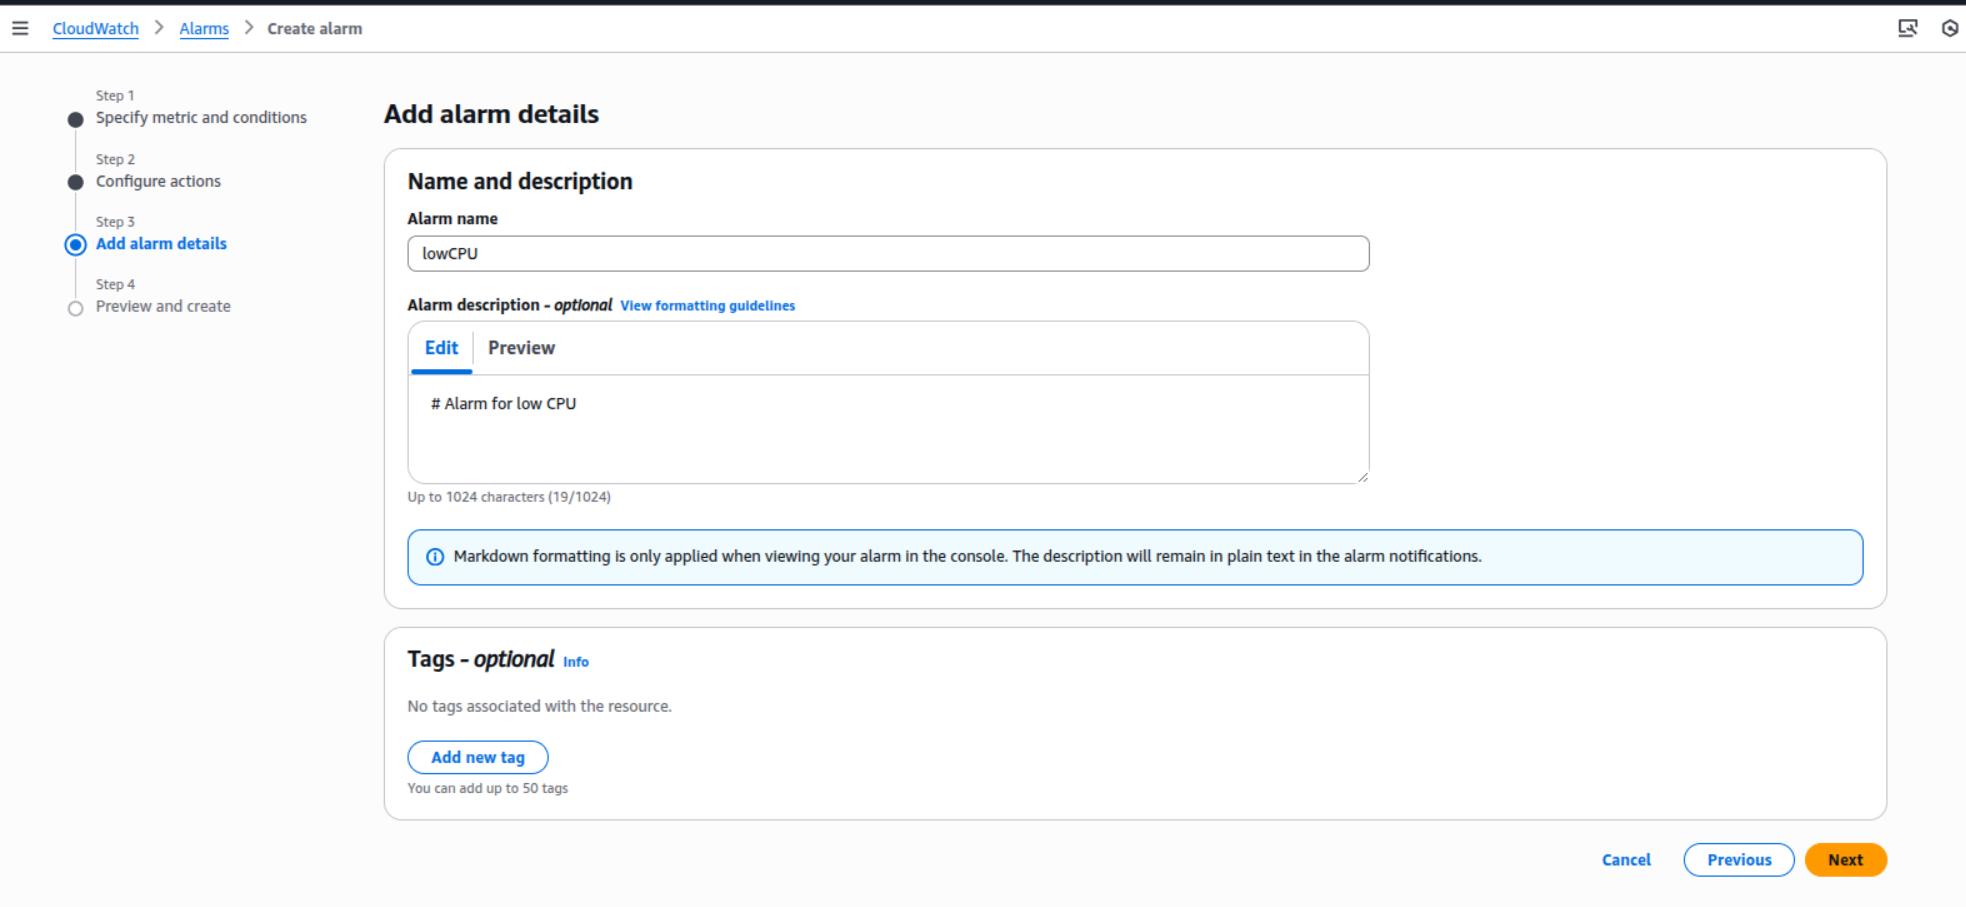 CloudWatch > Alarms > Create alarm
Step 1
Specify metric and conditions
Step 2
Configure actions
Step 3
Add alarm details
Step 4
Preview and create
Add alarm details
Name and description
Alarm name
lowCPU
Alarm description - optional View formatting guidelines
Edit Preview
# Alarm for low CPU
Up to 1024 characters (19/1024)
Markdown formatting is only applied when viewing your alarm in the console. The description will remain in plain text in the alarm notifications.
Tags - optional Info
No tags associated with the resource.
Add new tag
You can add up to 50 tags
Cancel Previous Next